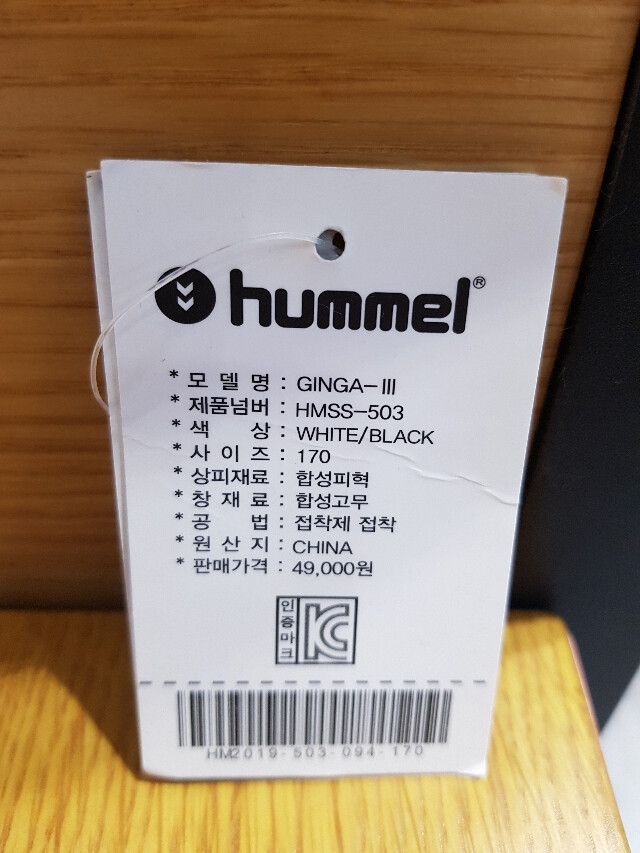 hummel®
* 모 델 명 : GINGA-III
* 제품넘버 : HMSS-503
* 색 상 : WHITE/BLACK
* 사 이 즈 : 170
* 상피재료 : 합성피혁
* 창 재 료 : 합성고무
* 공 법 : 접착제 접착
* 원 산 지 : CHINA
* 판매가격 : 49,000원
인증마크 KC
HM2019-503-094-170